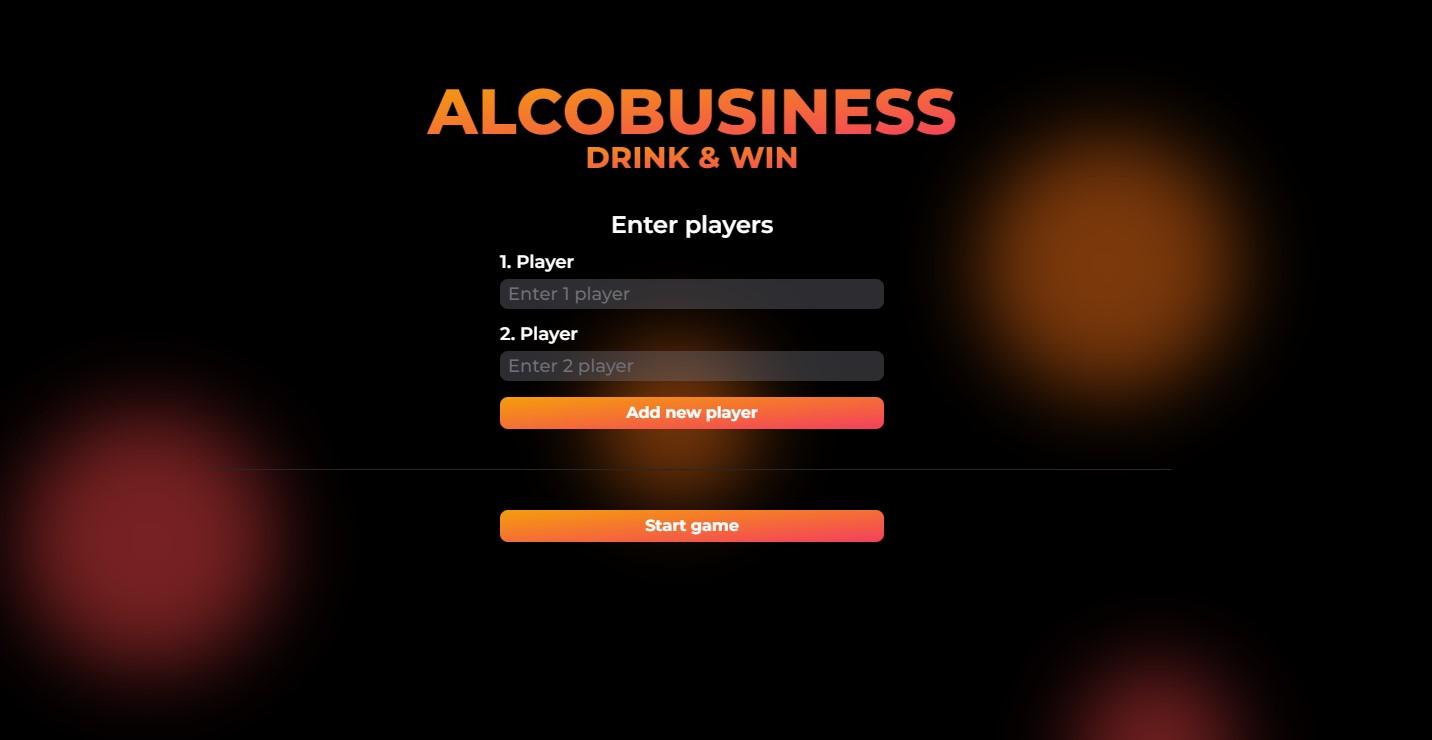 ALCOBUSINESS
DRINK & WIN
Enter players
1. Player
Enter 1 player
2. Player
Enter 2 player
Add new player
Start game